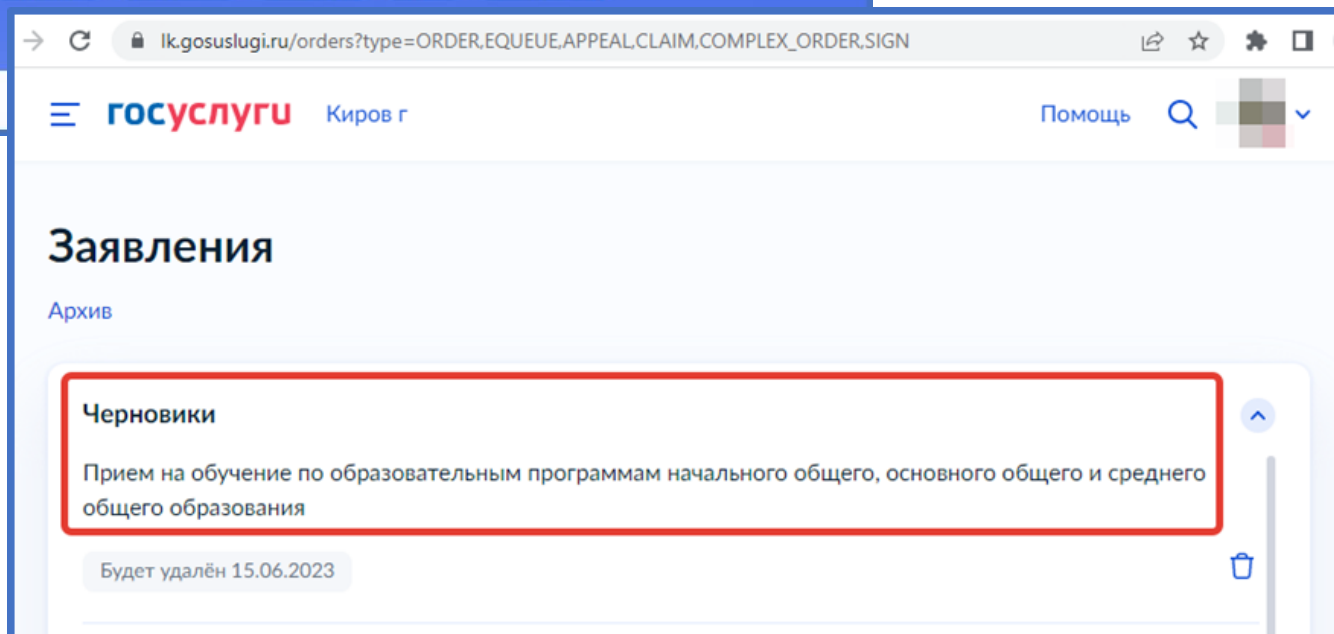 lk.gosuslugi.ru/orders?type=ORDER,EQUEUE,APPEAL,CLAIM,COMPLEX_ORDER,SIGN
госуслуги Киров г Помощь
Заявления
Архив
Черновики
Прием на обучение по образовательным программам начального общего, основного общего и среднего
общего образования
Будет удалён 15.06.2023